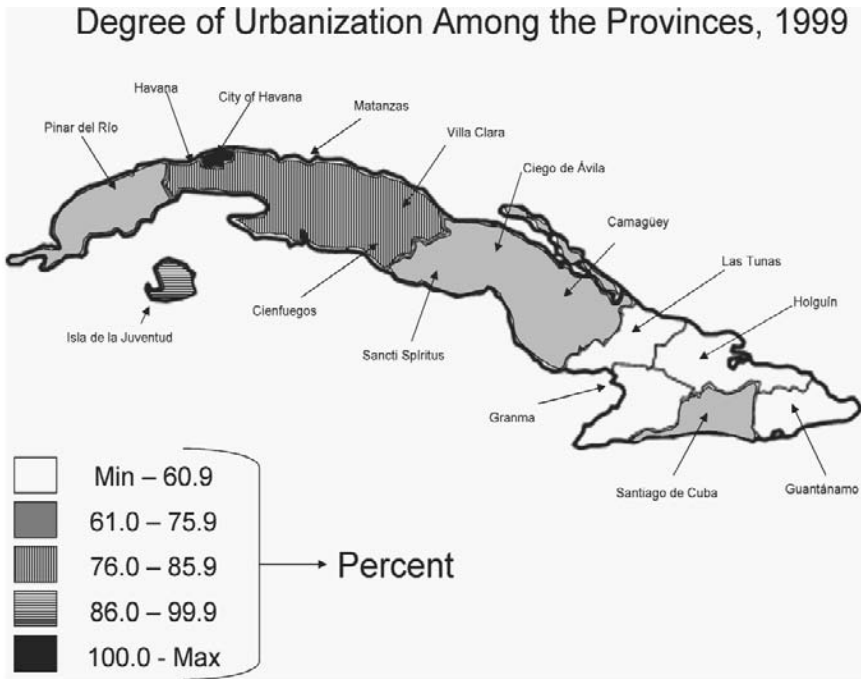 Degree of Urbanization Among the Provinces, 1999
Havana
City of Havana
Matanzas
Pinar del Río
Villa Clara
Ciego de Ávila
Camagüey
Las Tunas
Holguín
Cienfuegos
Isla de la Juventud
Sancti Spíritus
Granma
Santiago de Cuba
Guantánamo
Min – 60.9
61.0 – 75.9
76.0 – 85.9
Percent
86.0 – 99.9
100.0 - Max